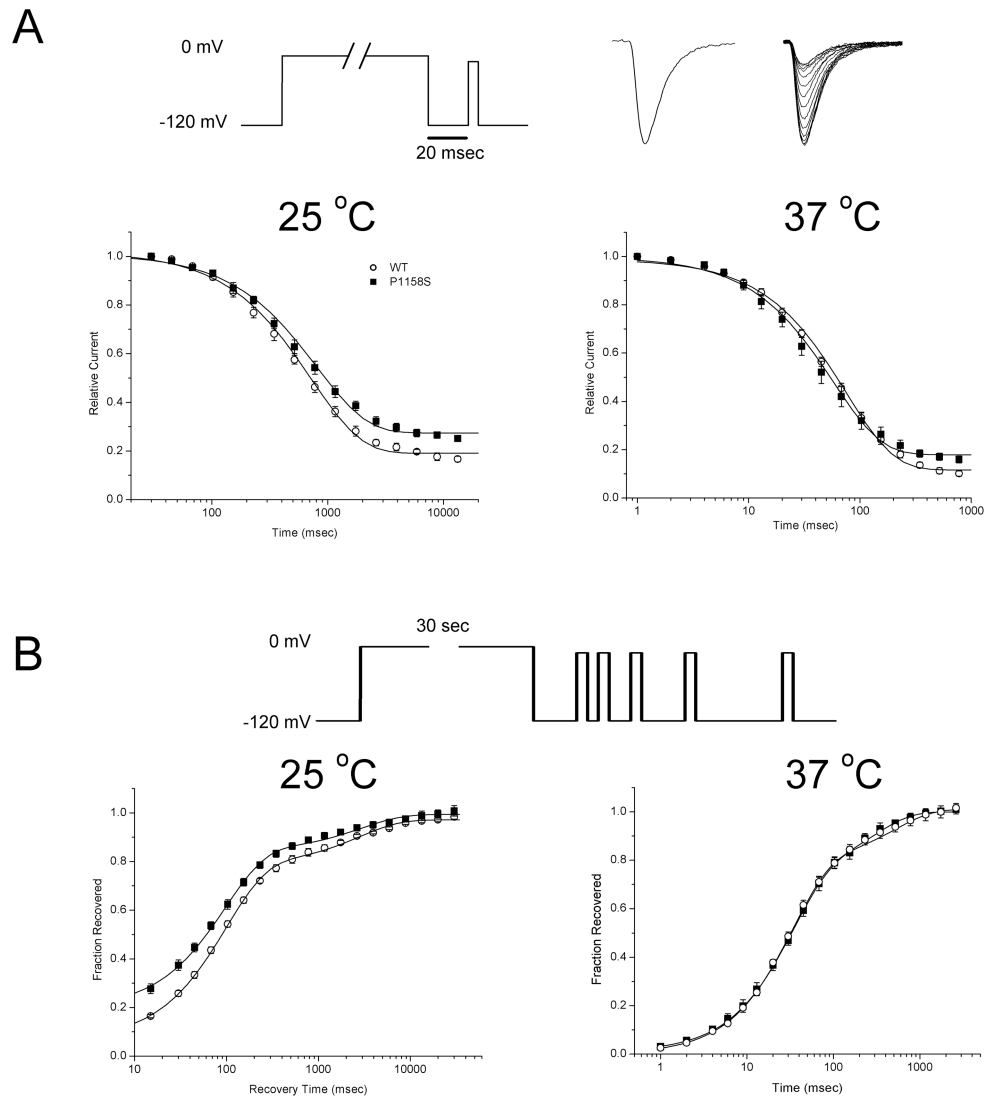 A
0 mV
-120 mV
20 msec
25 °C
37 °C
1.0
0.8
0.6
0.4
0.2
0.0
Relative Current
WT
P1158S
100
1000
10000
Time (msec)
1.0
0.8
0.6
0.4
0.2
0.0
Relative Current
1
10
100
1000
Time (msec)
B
0 mV
30 sec
-120 mV
25 °C
37 °C
1.0
0.8
0.6
0.4
0.2
0.0
Fraction Recovered
10
100
1000
10000
Recovery Time (msec)
1.0
0.8
0.6
0.4
0.2
0.0
Fraction Recovered
1
10
100
1000
Time (msec)